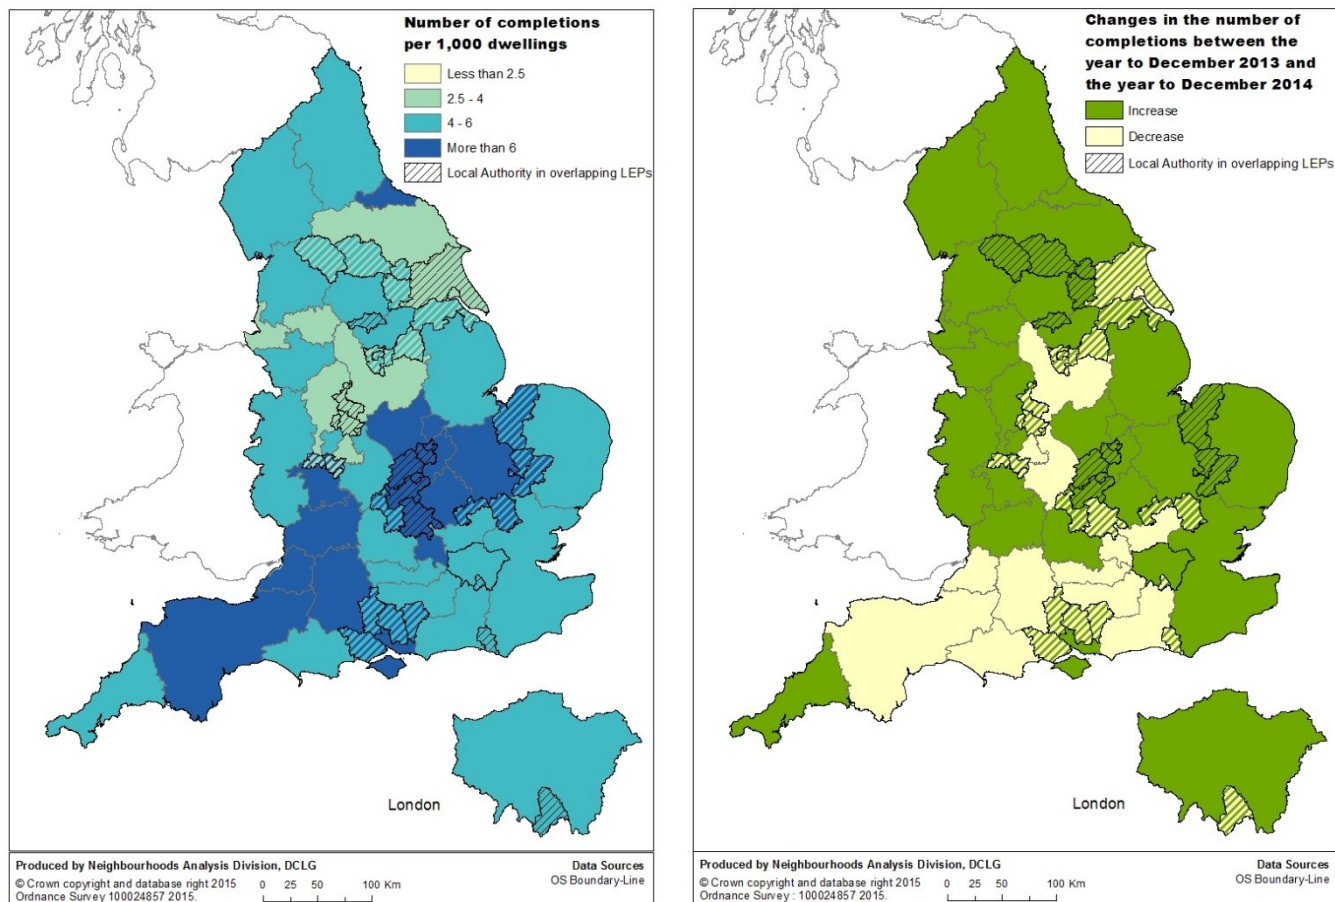 Number of completions
per 1,000 dwellings
Less than 2.5
2.5 - 4
4 - 6
More than 6
Local Authority in overlapping LEPs
London
Produced by Neighbourhoods Analysis Division, DCLG
Data Sources
© Crown copyright and database right 2015
OS Boundary-Line
Ordnance Survey 100024857 2015.
0 25 50 100 Km
Changes in the number of
completions between the
year to December 2013 and
the year to December 2014
Increase
Decrease
Local Authority in overlapping LEPs
London
Produced by Neighbourhoods Analysis Division, DCLG
Data Sources
© Crown copyright and database right 2015
OS Boundary-Line
Ordnance Survey : 100024857 2015.
0 25 50 100 Km